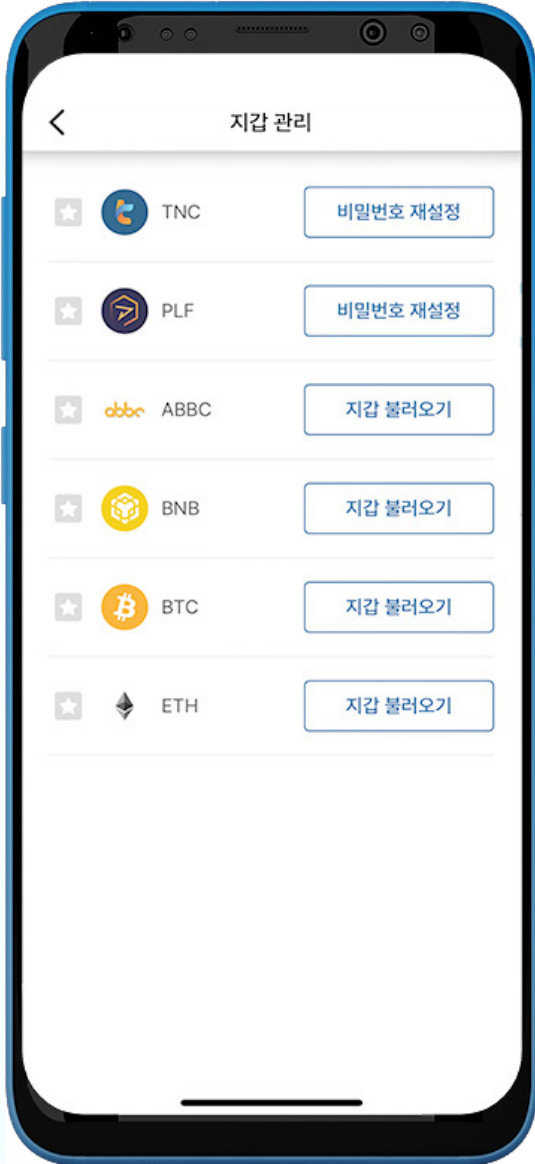 지갑 관리
TNC 비밀번호 재설정
PLF 비밀번호 재설정
abbc ABBC 지갑 불러오기
BNB 지갑 불러오기
BTC 지갑 불러오기
ETH 지갑 불러오기